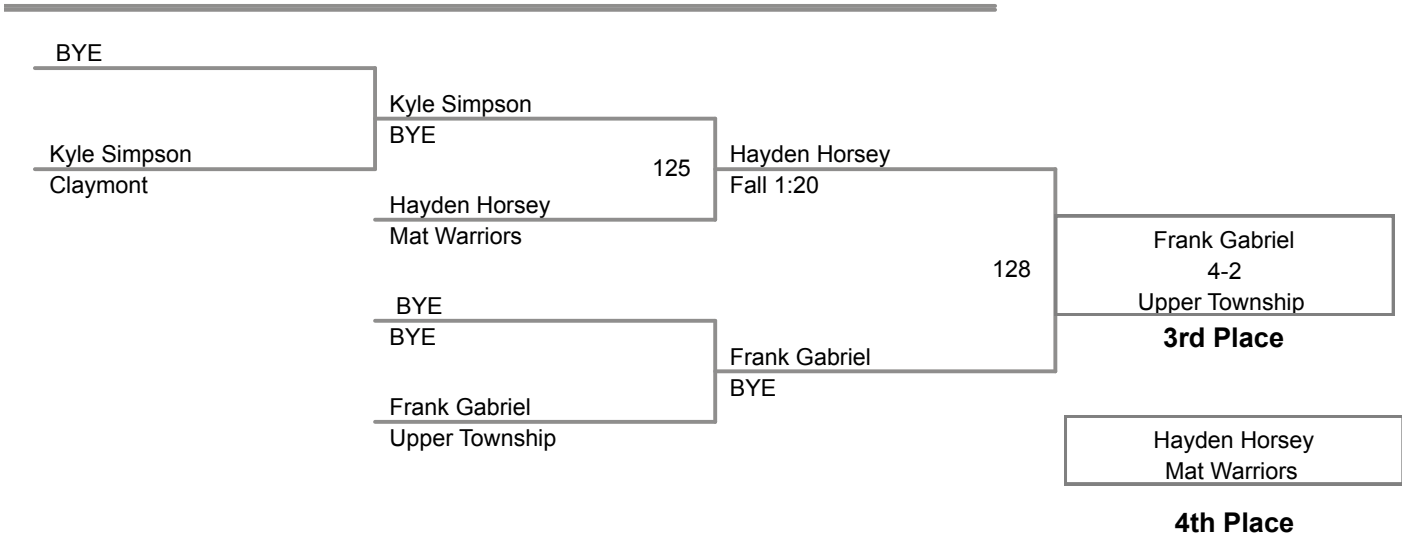 BYE
Kyle Simpson
BYE
Kyle Simpson
Claymont
125
Hayden Horsey
Fall 1:20
Hayden Horsey
Mat Warriors
128
Frank Gabriel
4-2
Upper Township
3rd Place
BYE
BYE
Frank Gabriel
BYE
Frank Gabriel
Upper Township
Hayden Horsey
Mat Warriors
4th Place